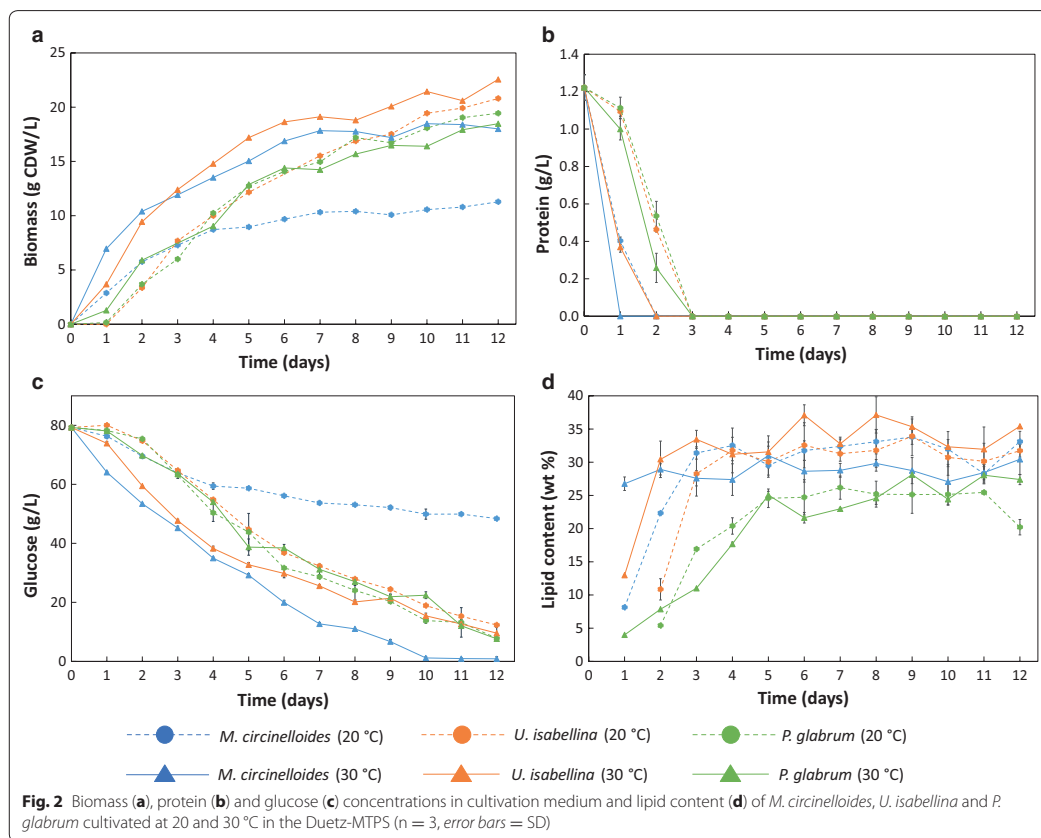 a
25
20
15
10
5
0
Biomass (g CDW/L)
0 1 2 3 4 5 6 7 8 9 10 11 12
Time (days)
b
1.4
1.2
1.0
0.8
0.6
0.4
0.2
0.0
Protein (g/L)
0 1 2 3 4 5 6 7 8 9 10 11 12
Time (days)
c
80
60
40
20
0
Glucose (g/L)
0 1 2 3 4 5 6 7 8 9 10 11 12
Time (days)
d
40
35
30
25
20
15
10
5
0
Lipid content (wt %)
0 1 2 3 4 5 6 7 8 9 10 11 12
Time (days)
M. circinelloides (20 °C) U. isabellina (20 °C) P. glabrum (20 °C)
M. circinelloides (30 °C) U. isabellina (30 °C) P. glabrum (30 °C)
Fig. 2 Biomass (a), protein (b) and glucose (c) concentrations in cultivation medium and lipid content (d) of M. circinelloides, U. isabellina and P.
glabrum cultivated at 20 and 30 °C in the Duetz-MTPS (n = 3, error bars = SD)